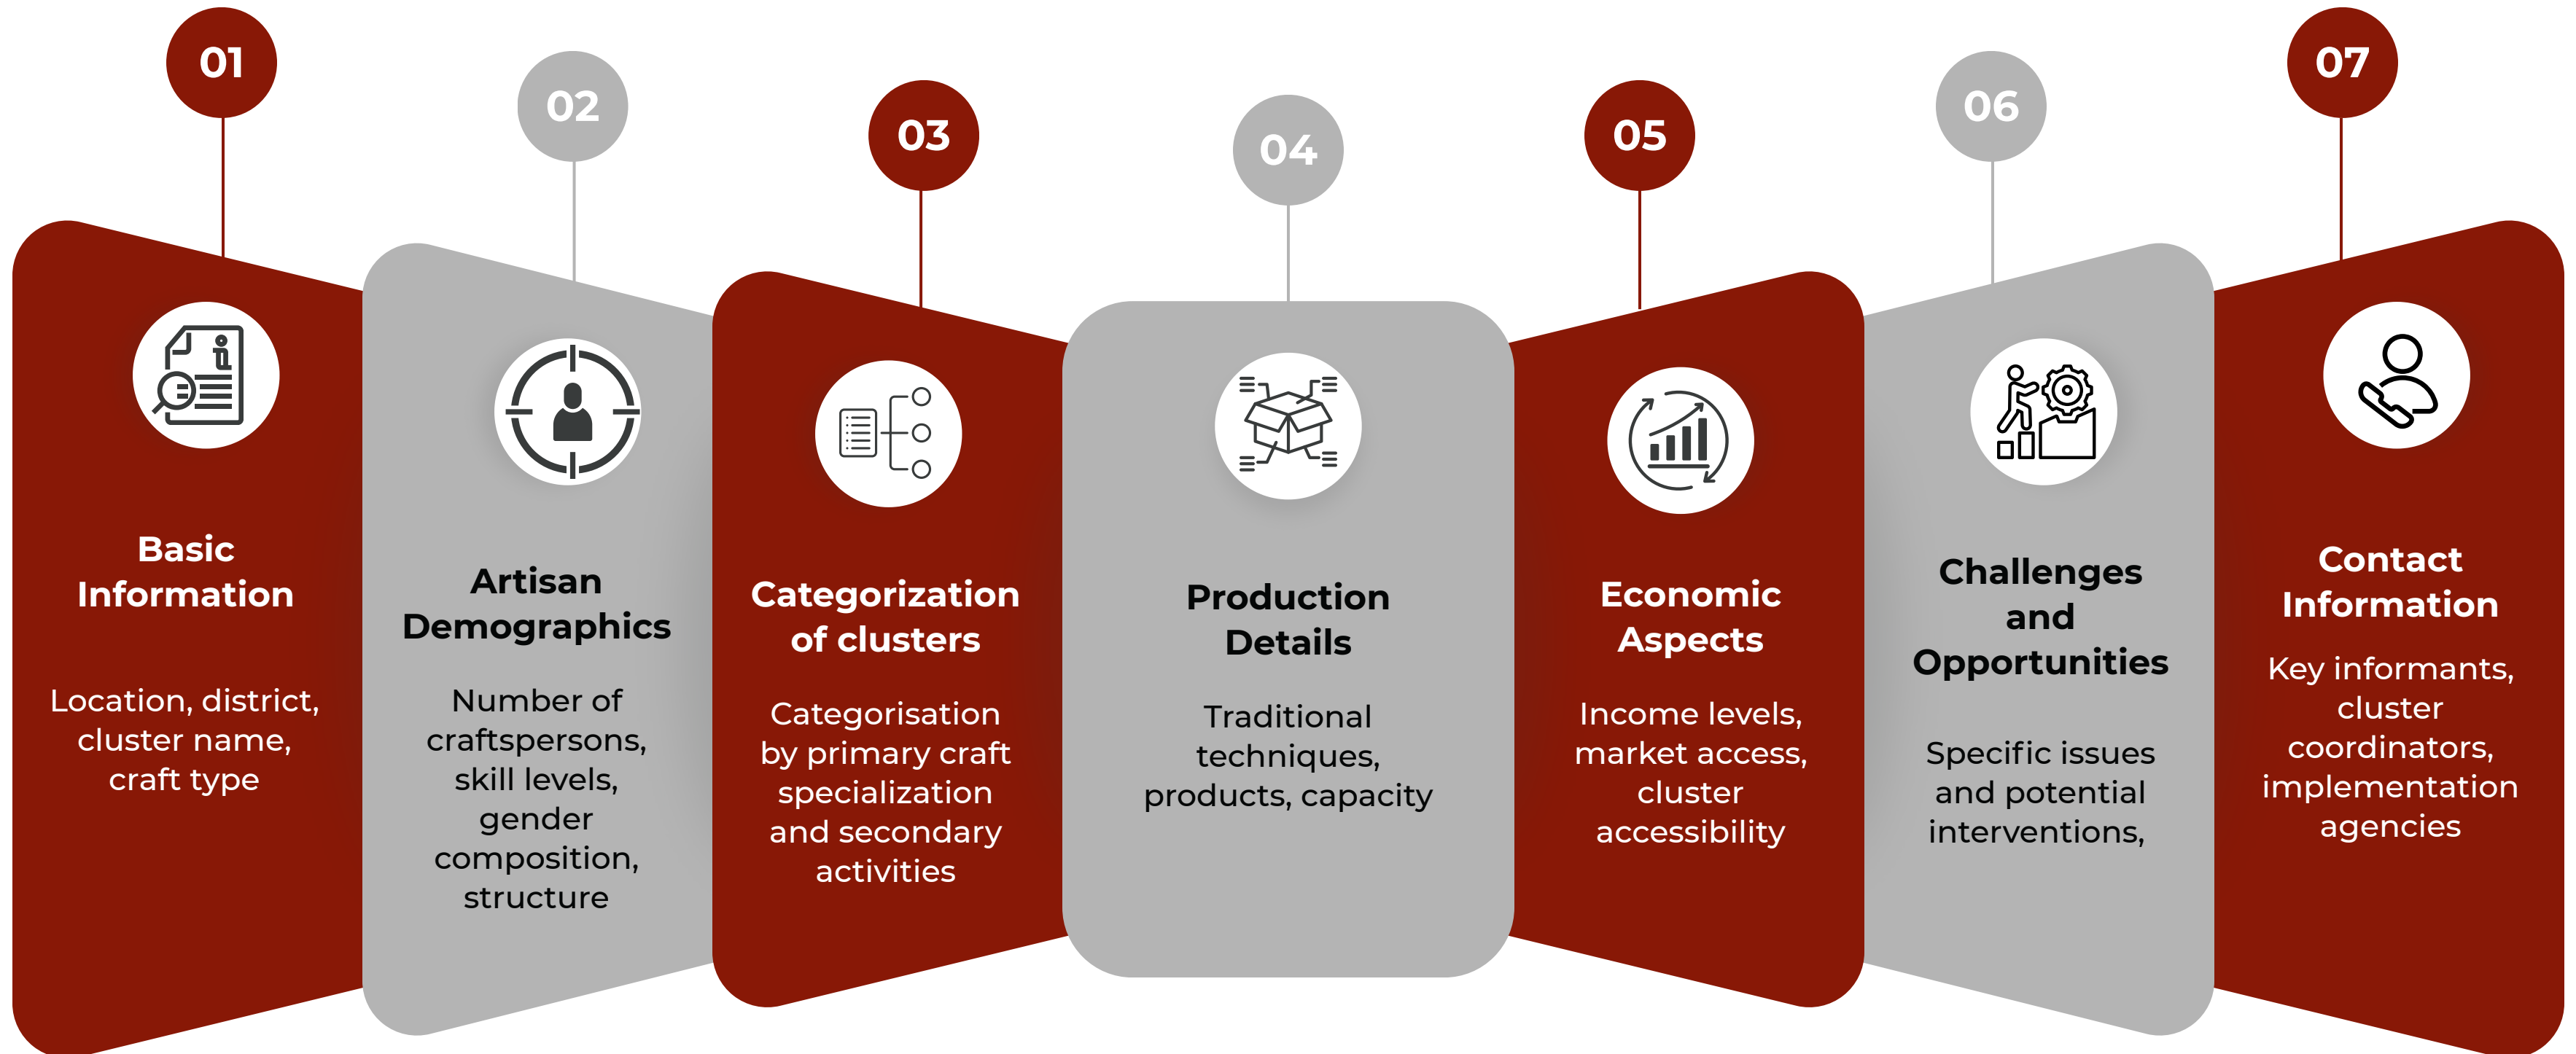 01
Basic
Information
Location, district,
cluster name,
craft type
02
Artisan
Demographics
Number of
craftspersons,
skill levels,
gender
composition,
structure
03
Categorization
of clusters
Categorisation
by primary craft
specialization
and secondary
activities
04
Production
Details
Traditional
techniques,
products, capacity
05
Economic
Aspects
Income levels,
market access,
cluster
accessibility
06
Challenges
and
Opportunities
Specific issues
and potential
interventions,
07
Contact
Information
Key informants,
cluster
coordinators,
implementation
agencies